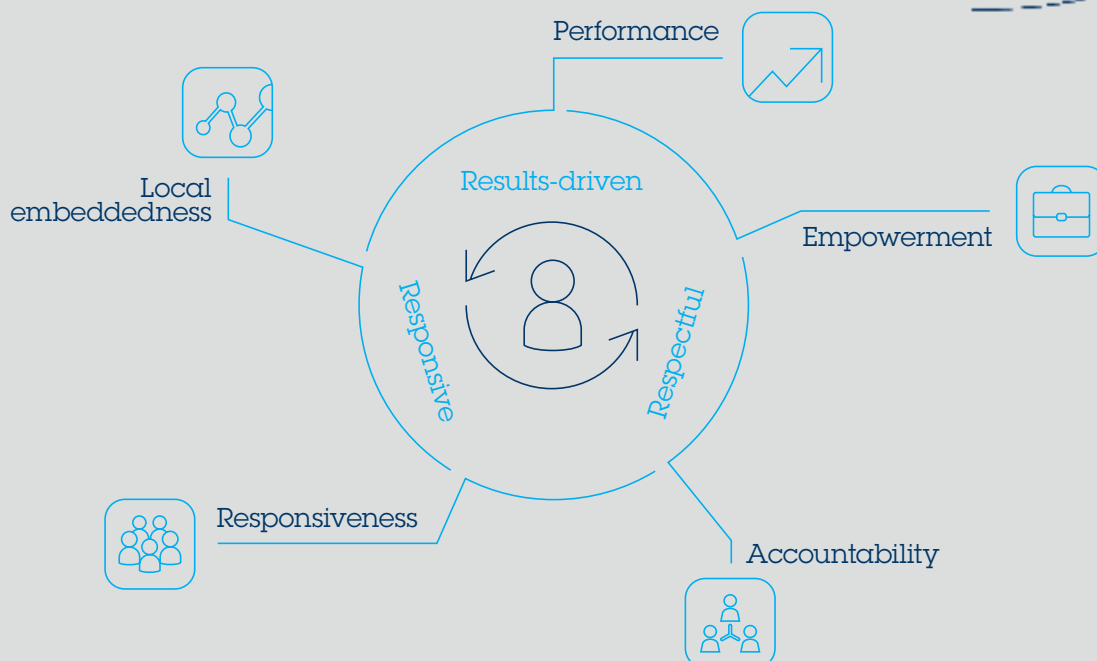 Performance
Local
embeddedness
Results-driven
Empowerment
Responsive
Respectful
Responsiveness
Accountability